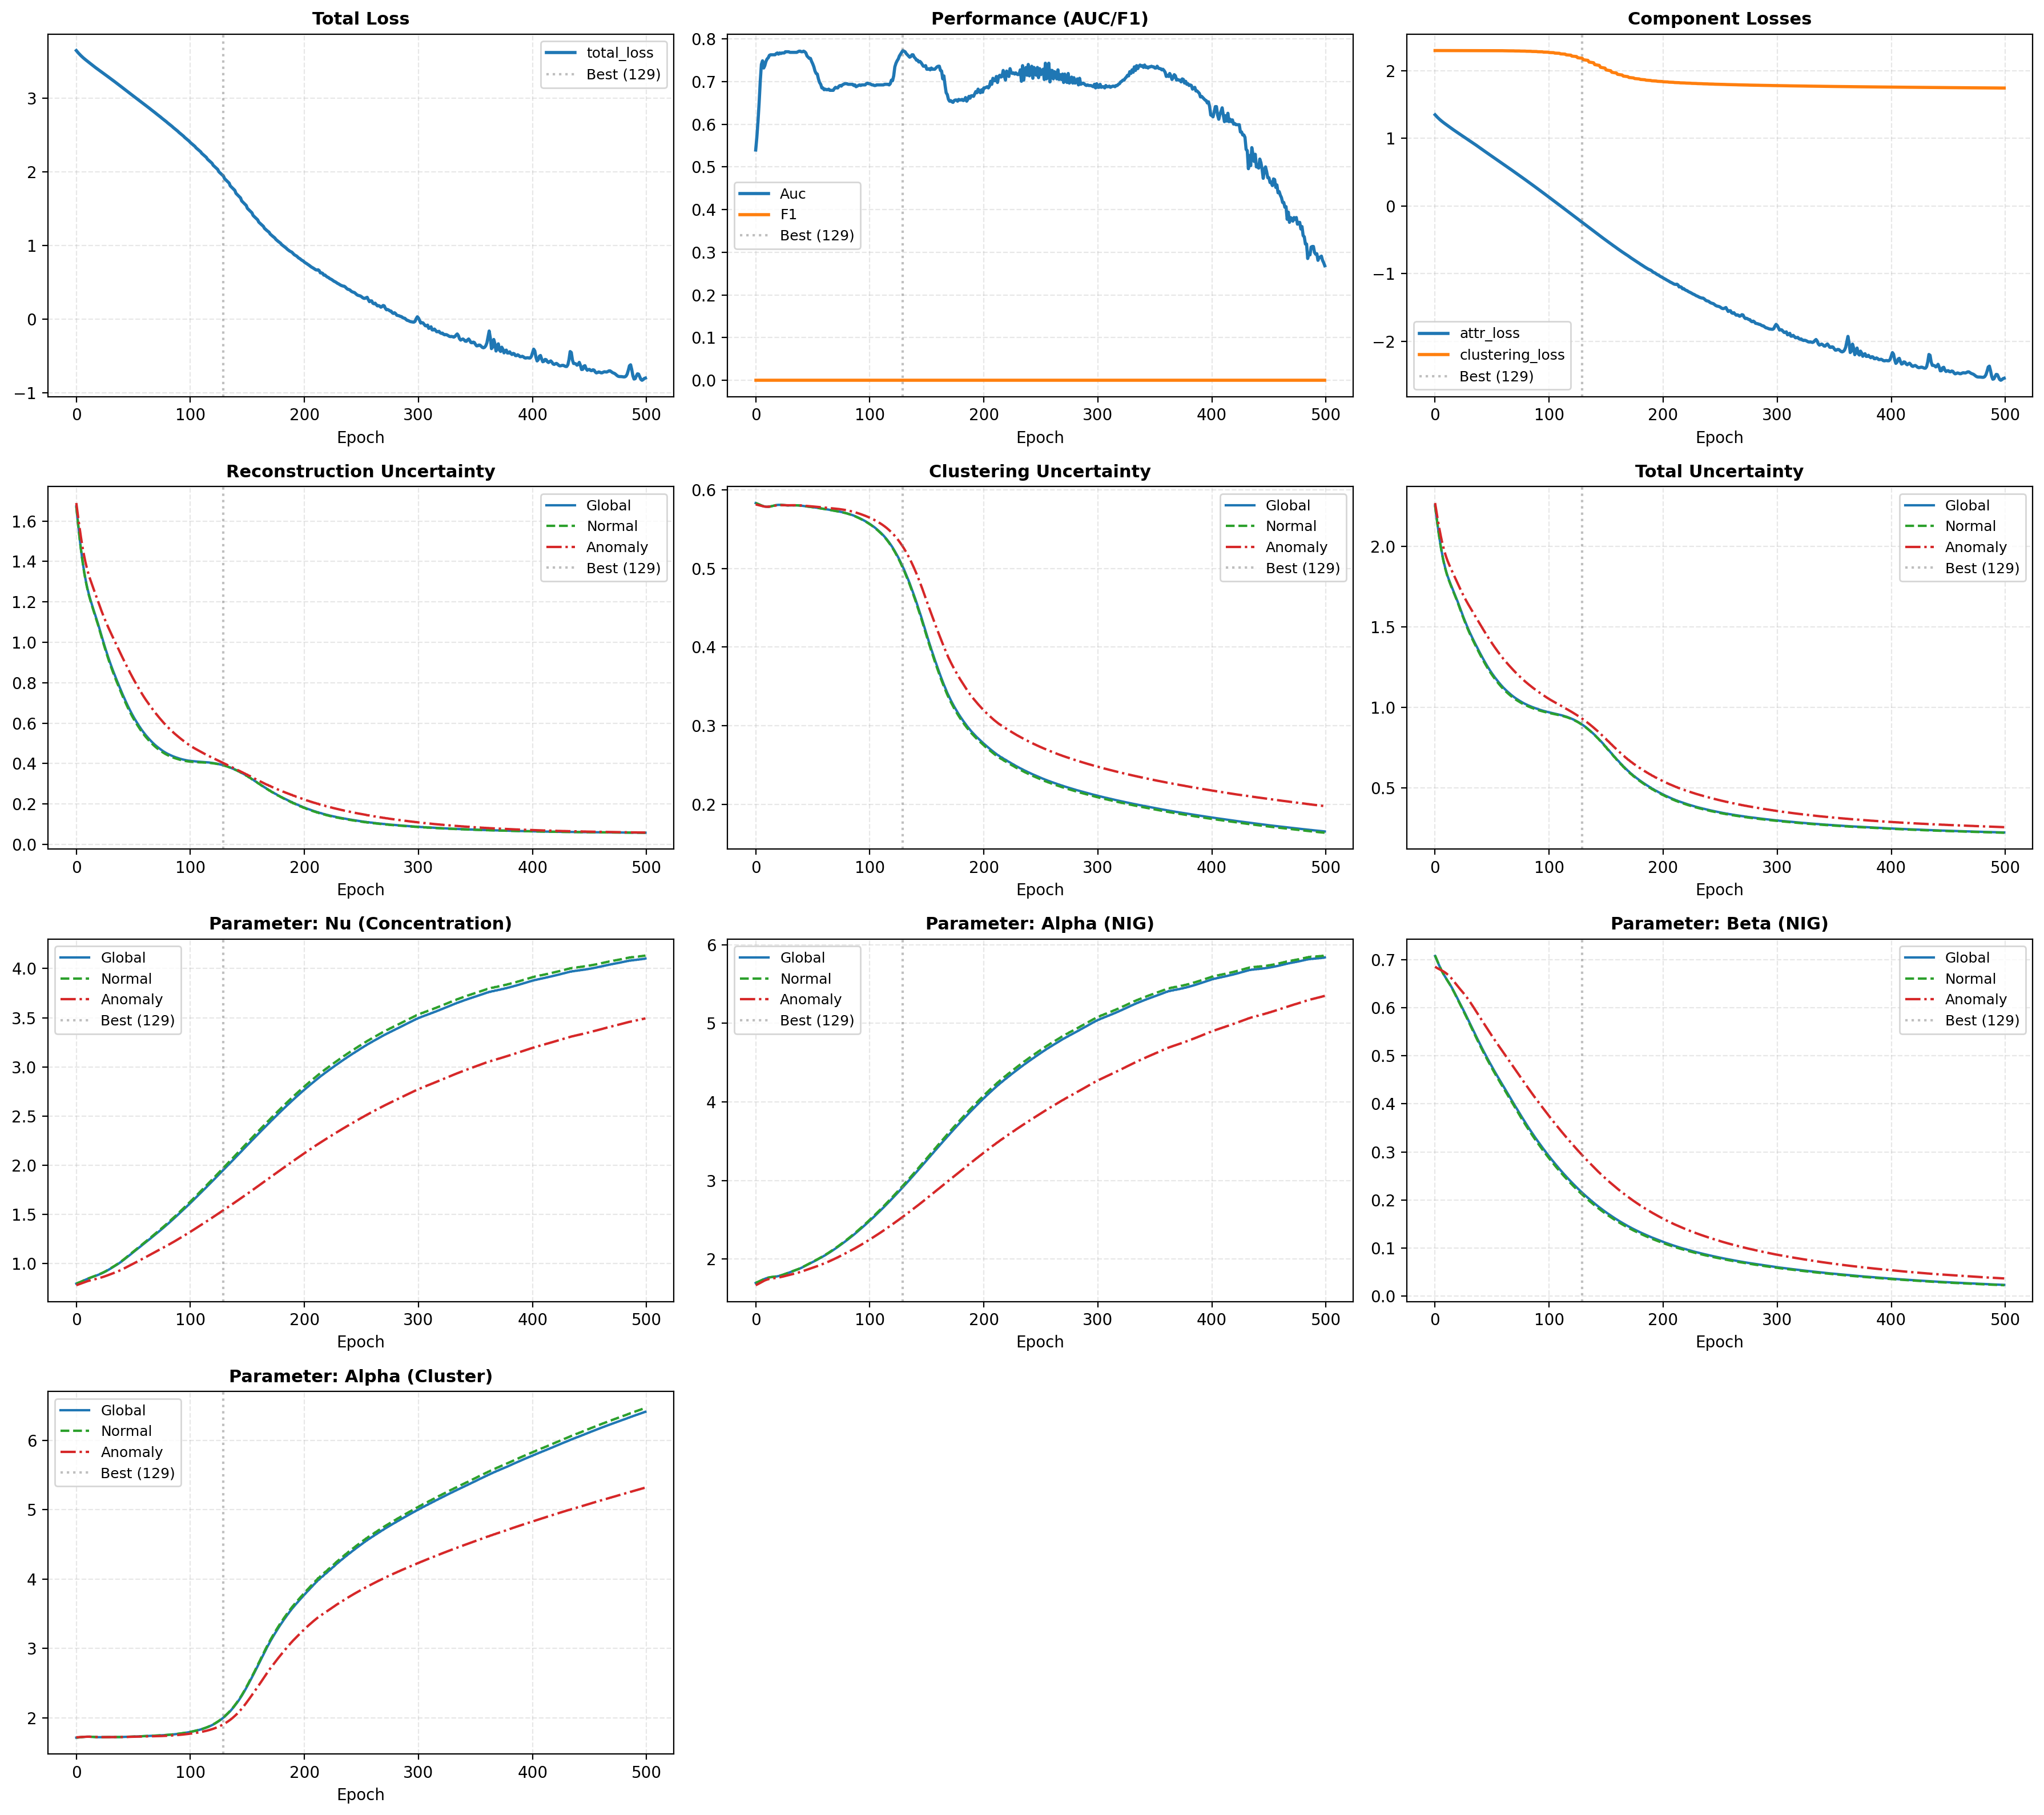 Total Loss
3
2
1
0
−1
0 100 200 300 400 500
Epoch
total_loss
Best (129)
Performance (AUC/F1)
0.8
0.7
0.6
0.5
0.4
0.3
0.2
0.1
0.0
0 100 200 300 400 500
Epoch
Auc
F1
Best (129)
Component Losses
2
1
0
−1
−2
0 100 200 300 400 500
Epoch
attr_loss
clustering_loss
Best (129)
Reconstruction Uncertainty
1.6
1.4
1.2
1.0
0.8
0.6
0.4
0.2
0.0
0 100 200 300 400 500
Epoch
Global
Normal
Anomaly
Best (129)
Clustering Uncertainty
0.6
0.5
0.4
0.3
0.2
0 100 200 300 400 500
Epoch
Global
Normal
Anomaly
Best (129)
Total Uncertainty
2.0
1.5
1.0
0.5
0 100 200 300 400 500
Epoch
Global
Normal
Anomaly
Best (129)
Parameter: Nu (Concentration)
4.0
3.5
3.0
2.5
2.0
1.5
1.0
0 100 200 300 400 500
Epoch
Global
Normal
Anomaly
Best (129)
Parameter: Alpha (NIG)
6
5
4
3
2
0 100 200 300 400 500
Epoch
Global
Normal
Anomaly
Best (129)
Parameter: Beta (NIG)
0.7
0.6
0.5
0.4
0.3
0.2
0.1
0.0
0 100 200 300 400 500
Epoch
Global
Normal
Anomaly
Best (129)
Parameter: Alpha (Cluster)
6
5
4
3
2
0 100 200 300 400 500
Epoch
Global
Normal
Anomaly
Best (129)